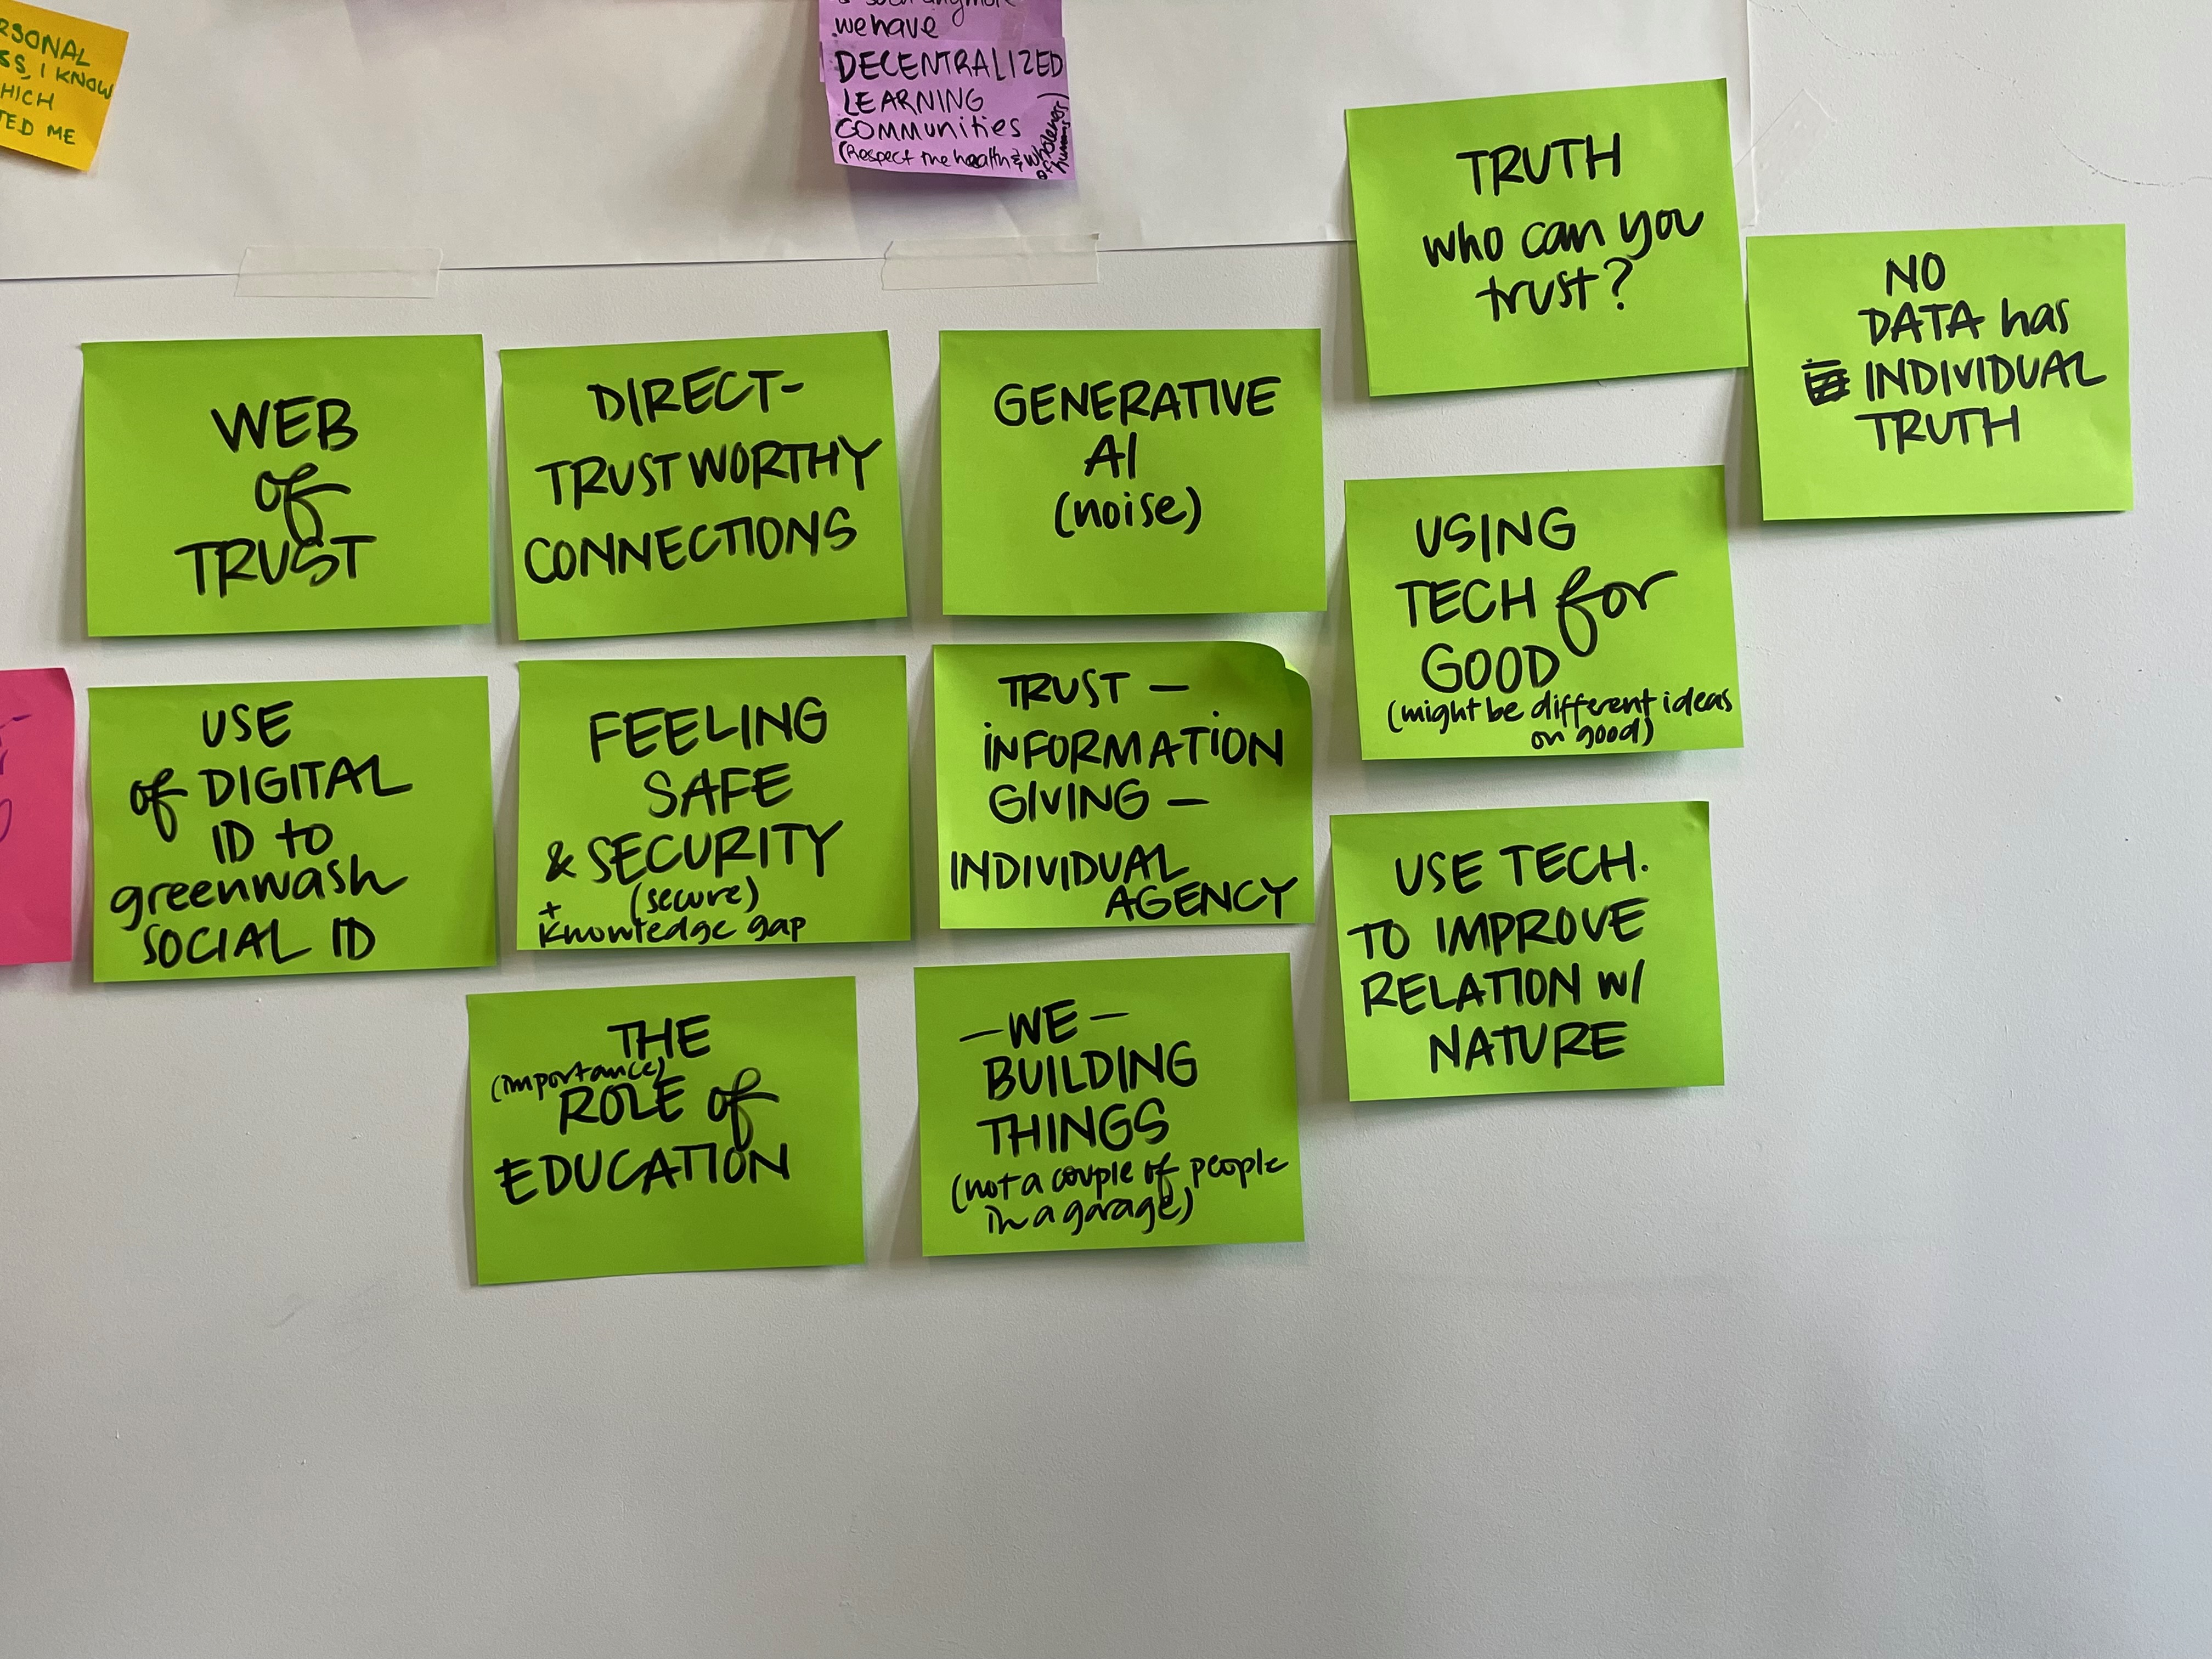 RSONAL
SS, I KNOW
HICH
TED ME
we have
DECENTRALIZED
LEARNING
COMMUNITIES
(Respect the health & wholeness
of humans)
TRUTH
who can you
trust?
NO
DATA has
INDIVIDUAL
TRUTH
WEB
of
TRUST
DIRECT-
TRUSTWORTHY
CONNECTIONS
GENERATIVE
AI
(noise)
USING
TECH for
GOOD
(might be different ideas
on good)
USE
of DIGITAL
ID to
greenwash
SOCIAL ID
FEELING
SAFE
& SECURITY
(secure)
+
Knowledge gap
TRUST —
INFORMATION
GIVING —
INDIVIDUAL
AGENCY
USE TECH.
TO IMPROVE
RELATION w/
NATURE
THE
(importance)
ROLE of
EDUCATION
— WE —
BUILDING
THINGS
(not a couple of people
in a garage)